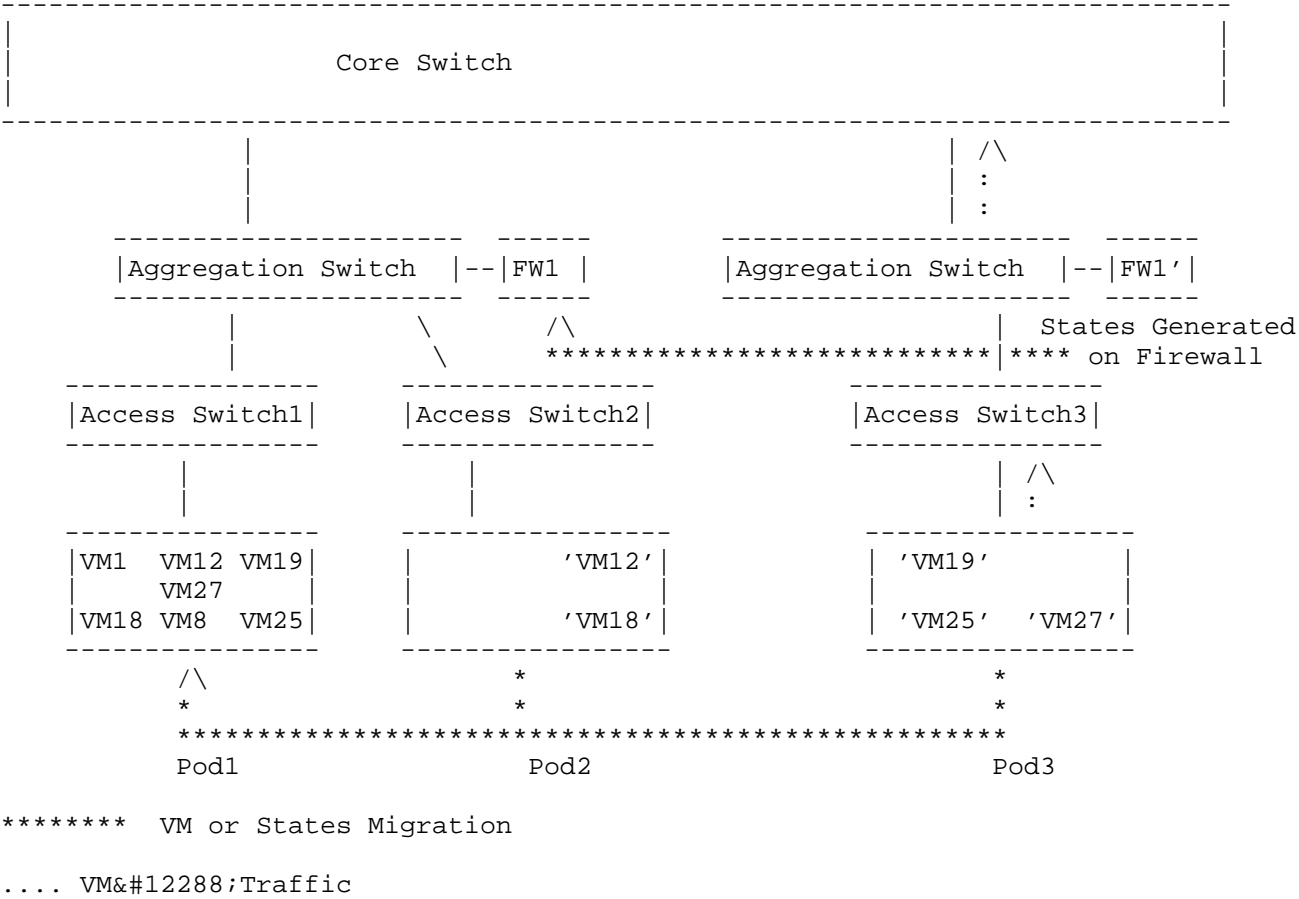 Core Switch
Aggregation Switch FW1 Aggregation Switch FW1'
States Generated
on Firewall
Access Switch1 Access Switch2 Access Switch3
VM1 VM12 VM19 'VM12' 'VM19'
VM27
VM18 VM8 VM25 'VM18' 'VM25' 'VM27'
Pod1 Pod2 Pod3
******** VM or States Migration
.... VM&#12288;Traffic